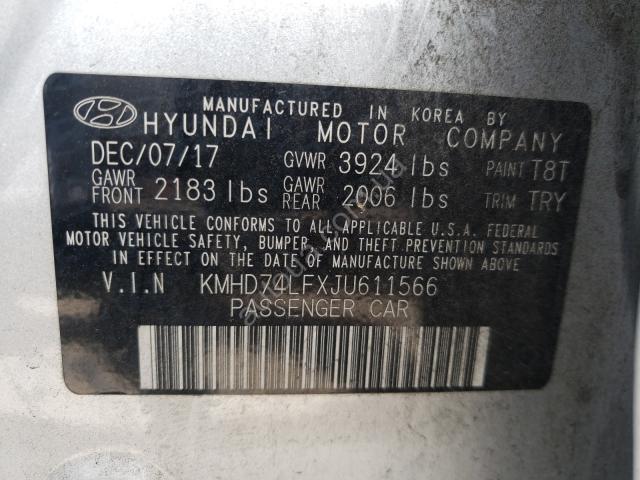 MANUFACTURED IN KOREA BY
HYUNDAI MOTOR COMPANY
DEC/07/17 GVWR 3924 lbs PAINT T8T
GAWR FRONT 2183 lbs GAWR REAR 2006 lbs TRIM TRY
THIS VEHICLE CONFORMS TO ALL APPLICABLE U.S.A. FEDERAL
MOTOR VEHICLE SAFETY, BUMPER, AND THEFT PREVENTION STANDARDS
IN EFFECT ON THE DATE OF MANUFACTURE SHOWN ABOVE.
V.I.N KMHD74LFXJU611566
PASSENGER CAR